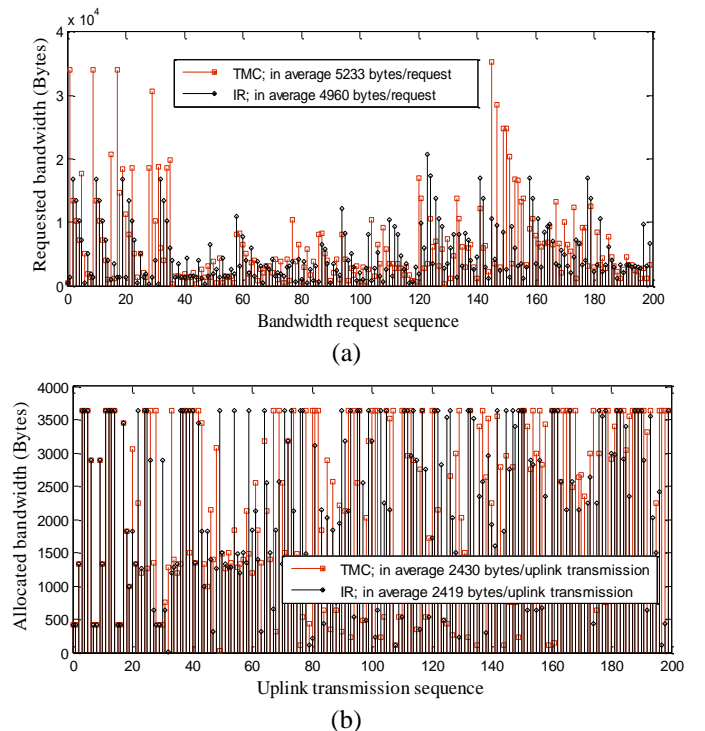 x 10^4
4
3
2
1
0
Requested bandwidth (Bytes)
TMC; in average 5233 bytes/request
IR; in average 4960 bytes/request
0 20 40 60 80 100 120 140 160 180 200
Bandwidth request sequence
(a)
4000
3500
3000
2500
2000
1500
1000
500
0
Allocated bandwidth (Bytes)
TMC; in average 2430 bytes/uplink transmission
IR; in average 2419 bytes/uplink transmission
0 20 40 60 80 100 120 140 160 180 200
Uplink transmission sequence
(b)